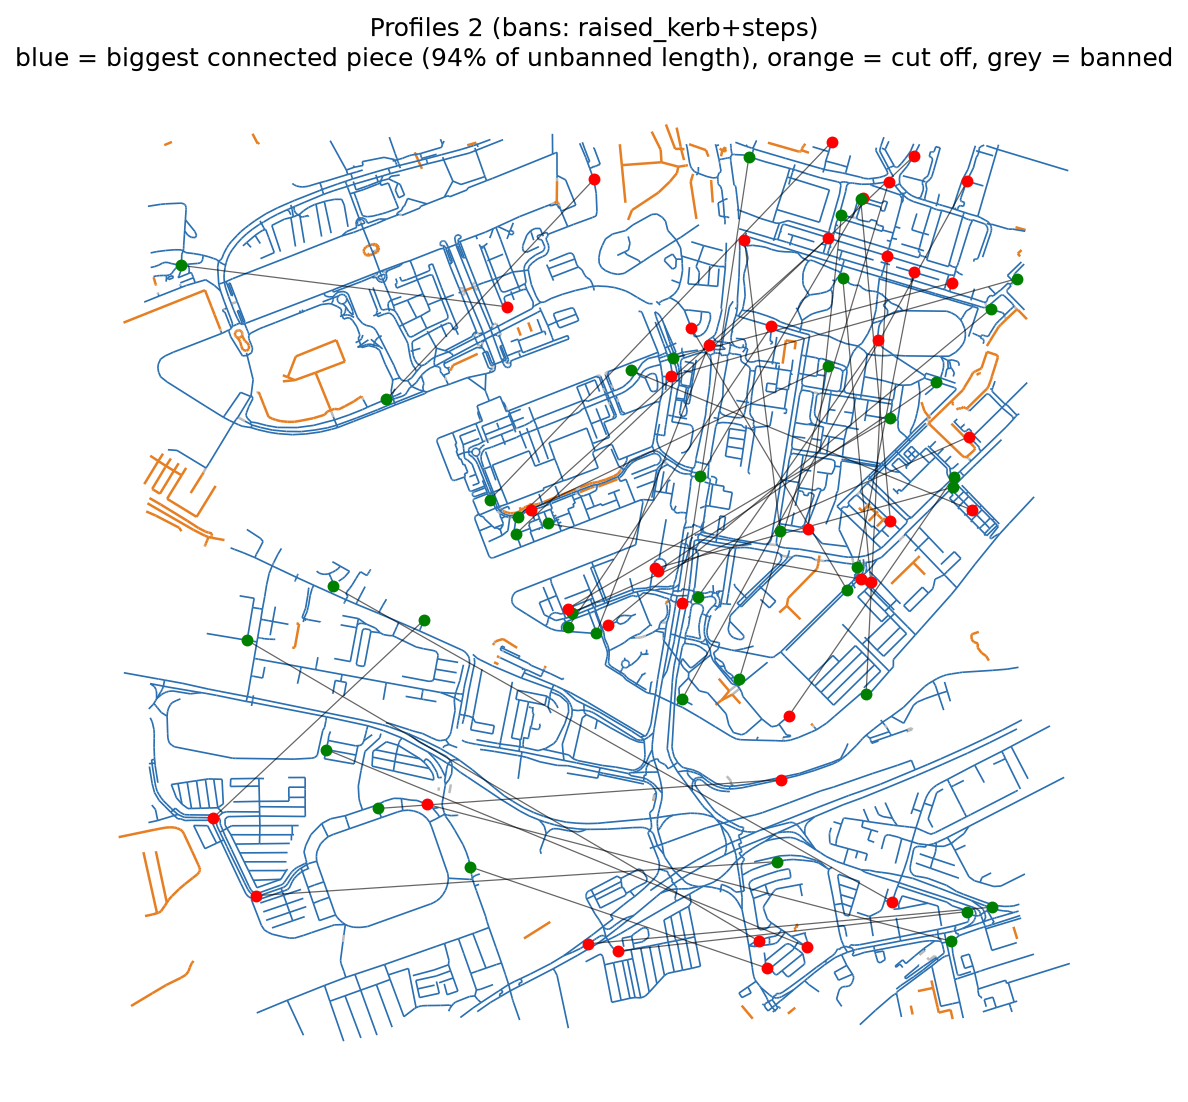 Profiles 2 (bans: raised_kerb+steps)
blue = biggest connected piece (94% of unbanned length), orange = cut off, grey = banned